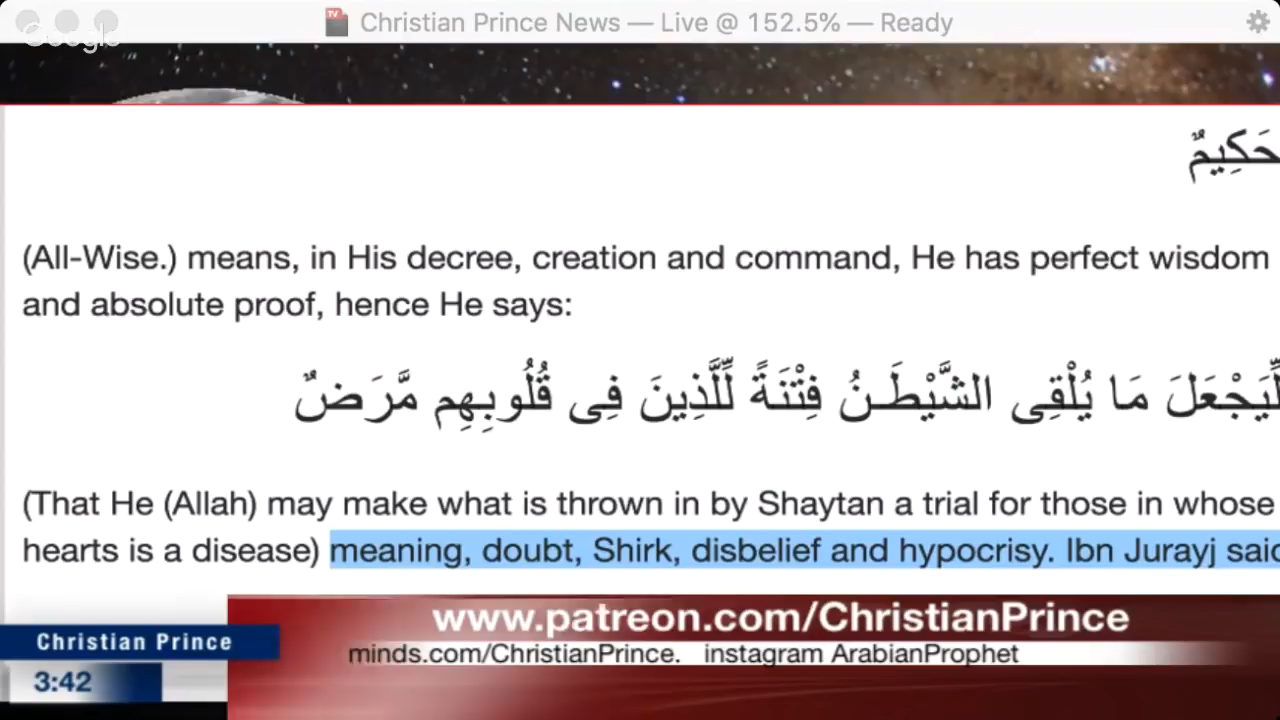 Christian Prince News — Live @ 152.5% — Ready
Google
حَكِيمٌ
(All-Wise.) means, in His decree, creation and command, He has perfect wisdom
and absolute proof, hence He says:
لِّيَجْعَلَ مَا يُلْقِى الشَّيْطَـنُ فِتْنَةً لِّلَّذِينَ فِى قُلُوبِهِم مَّرَضٌ
(That He (Allah) may make what is thrown in by Shaytan a trial for those in whose
hearts is a disease) meaning, doubt, Shirk, disbelief and hypocrisy. Ibn Jurayj said
www.patreon.com/ChristianPrince
Christian Prince
minds.com/ChristianPrince. instagram ArabianProphet
3:42